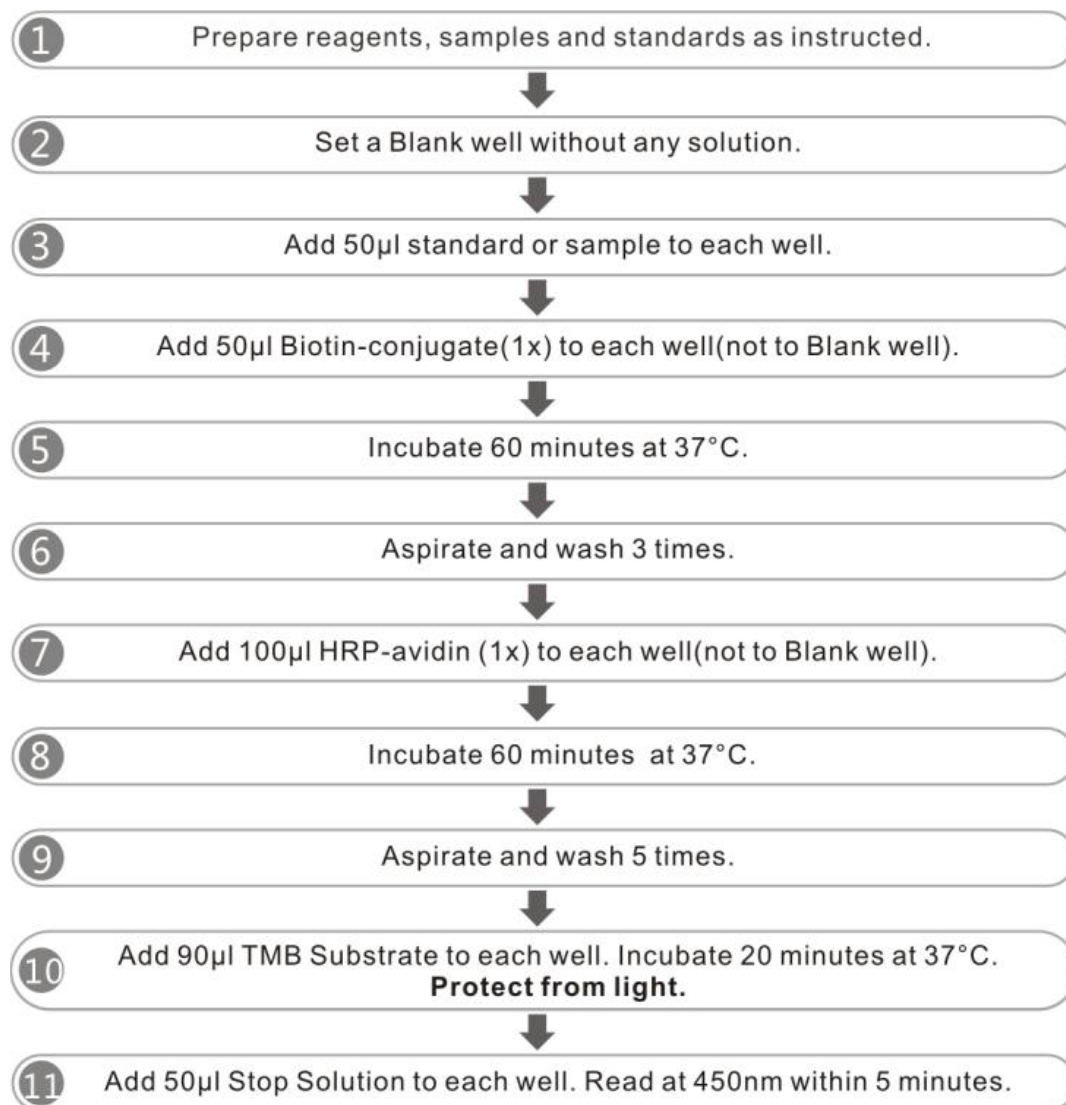 1 Prepare reagents, samples and standards as instructed.
2 Set a Blank well without any solution.
3 Add 50μl standard or sample to each well.
4 Add 50μl Biotin-conjugate(1x) to each well(not to Blank well).
5 Incubate 60 minutes at 37°C.
6 Aspirate and wash 3 times.
7 Add 100μl HRP-avidin (1x) to each well(not to Blank well).
8 Incubate 60 minutes at 37°C.
9 Aspirate and wash 5 times.
10 Add 90μl TMB Substrate to each well. Incubate 20 minutes at 37°C.
Protect from light.
11 Add 50μl Stop Solution to each well. Read at 450nm within 5 minutes.